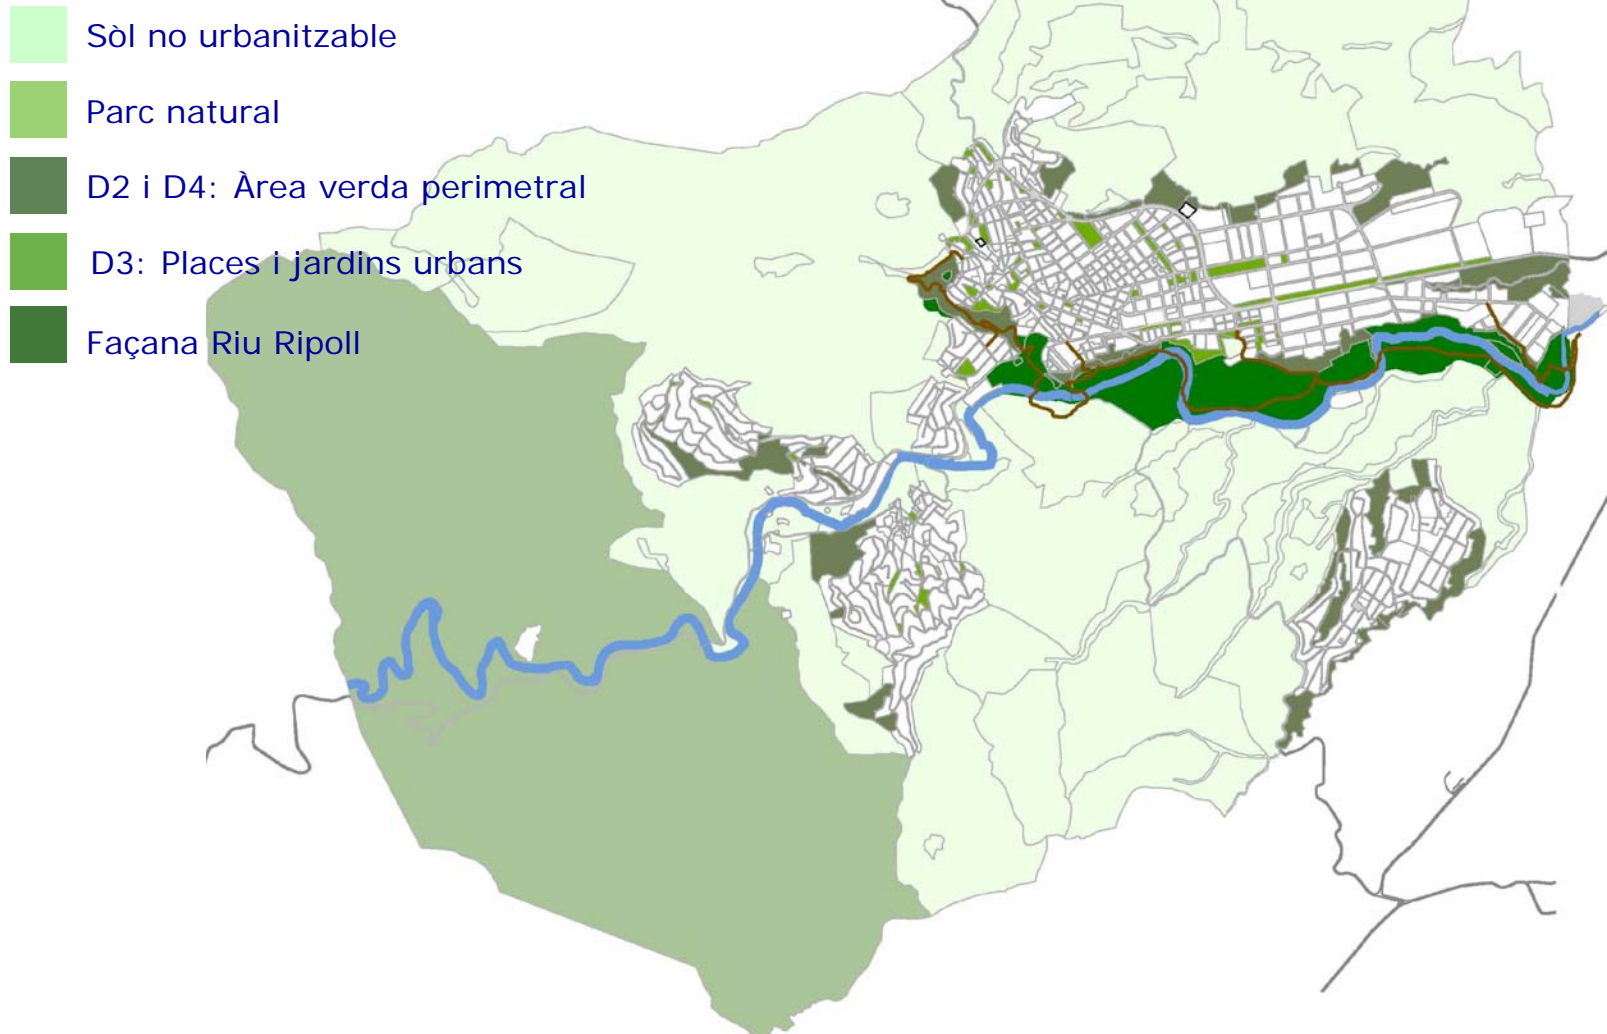 Sòl no urbanitzable
Parc natural
D2 i D4: Àrea verda perimetral
D3: Places i jardins urbans
Façana Riu Ripoll